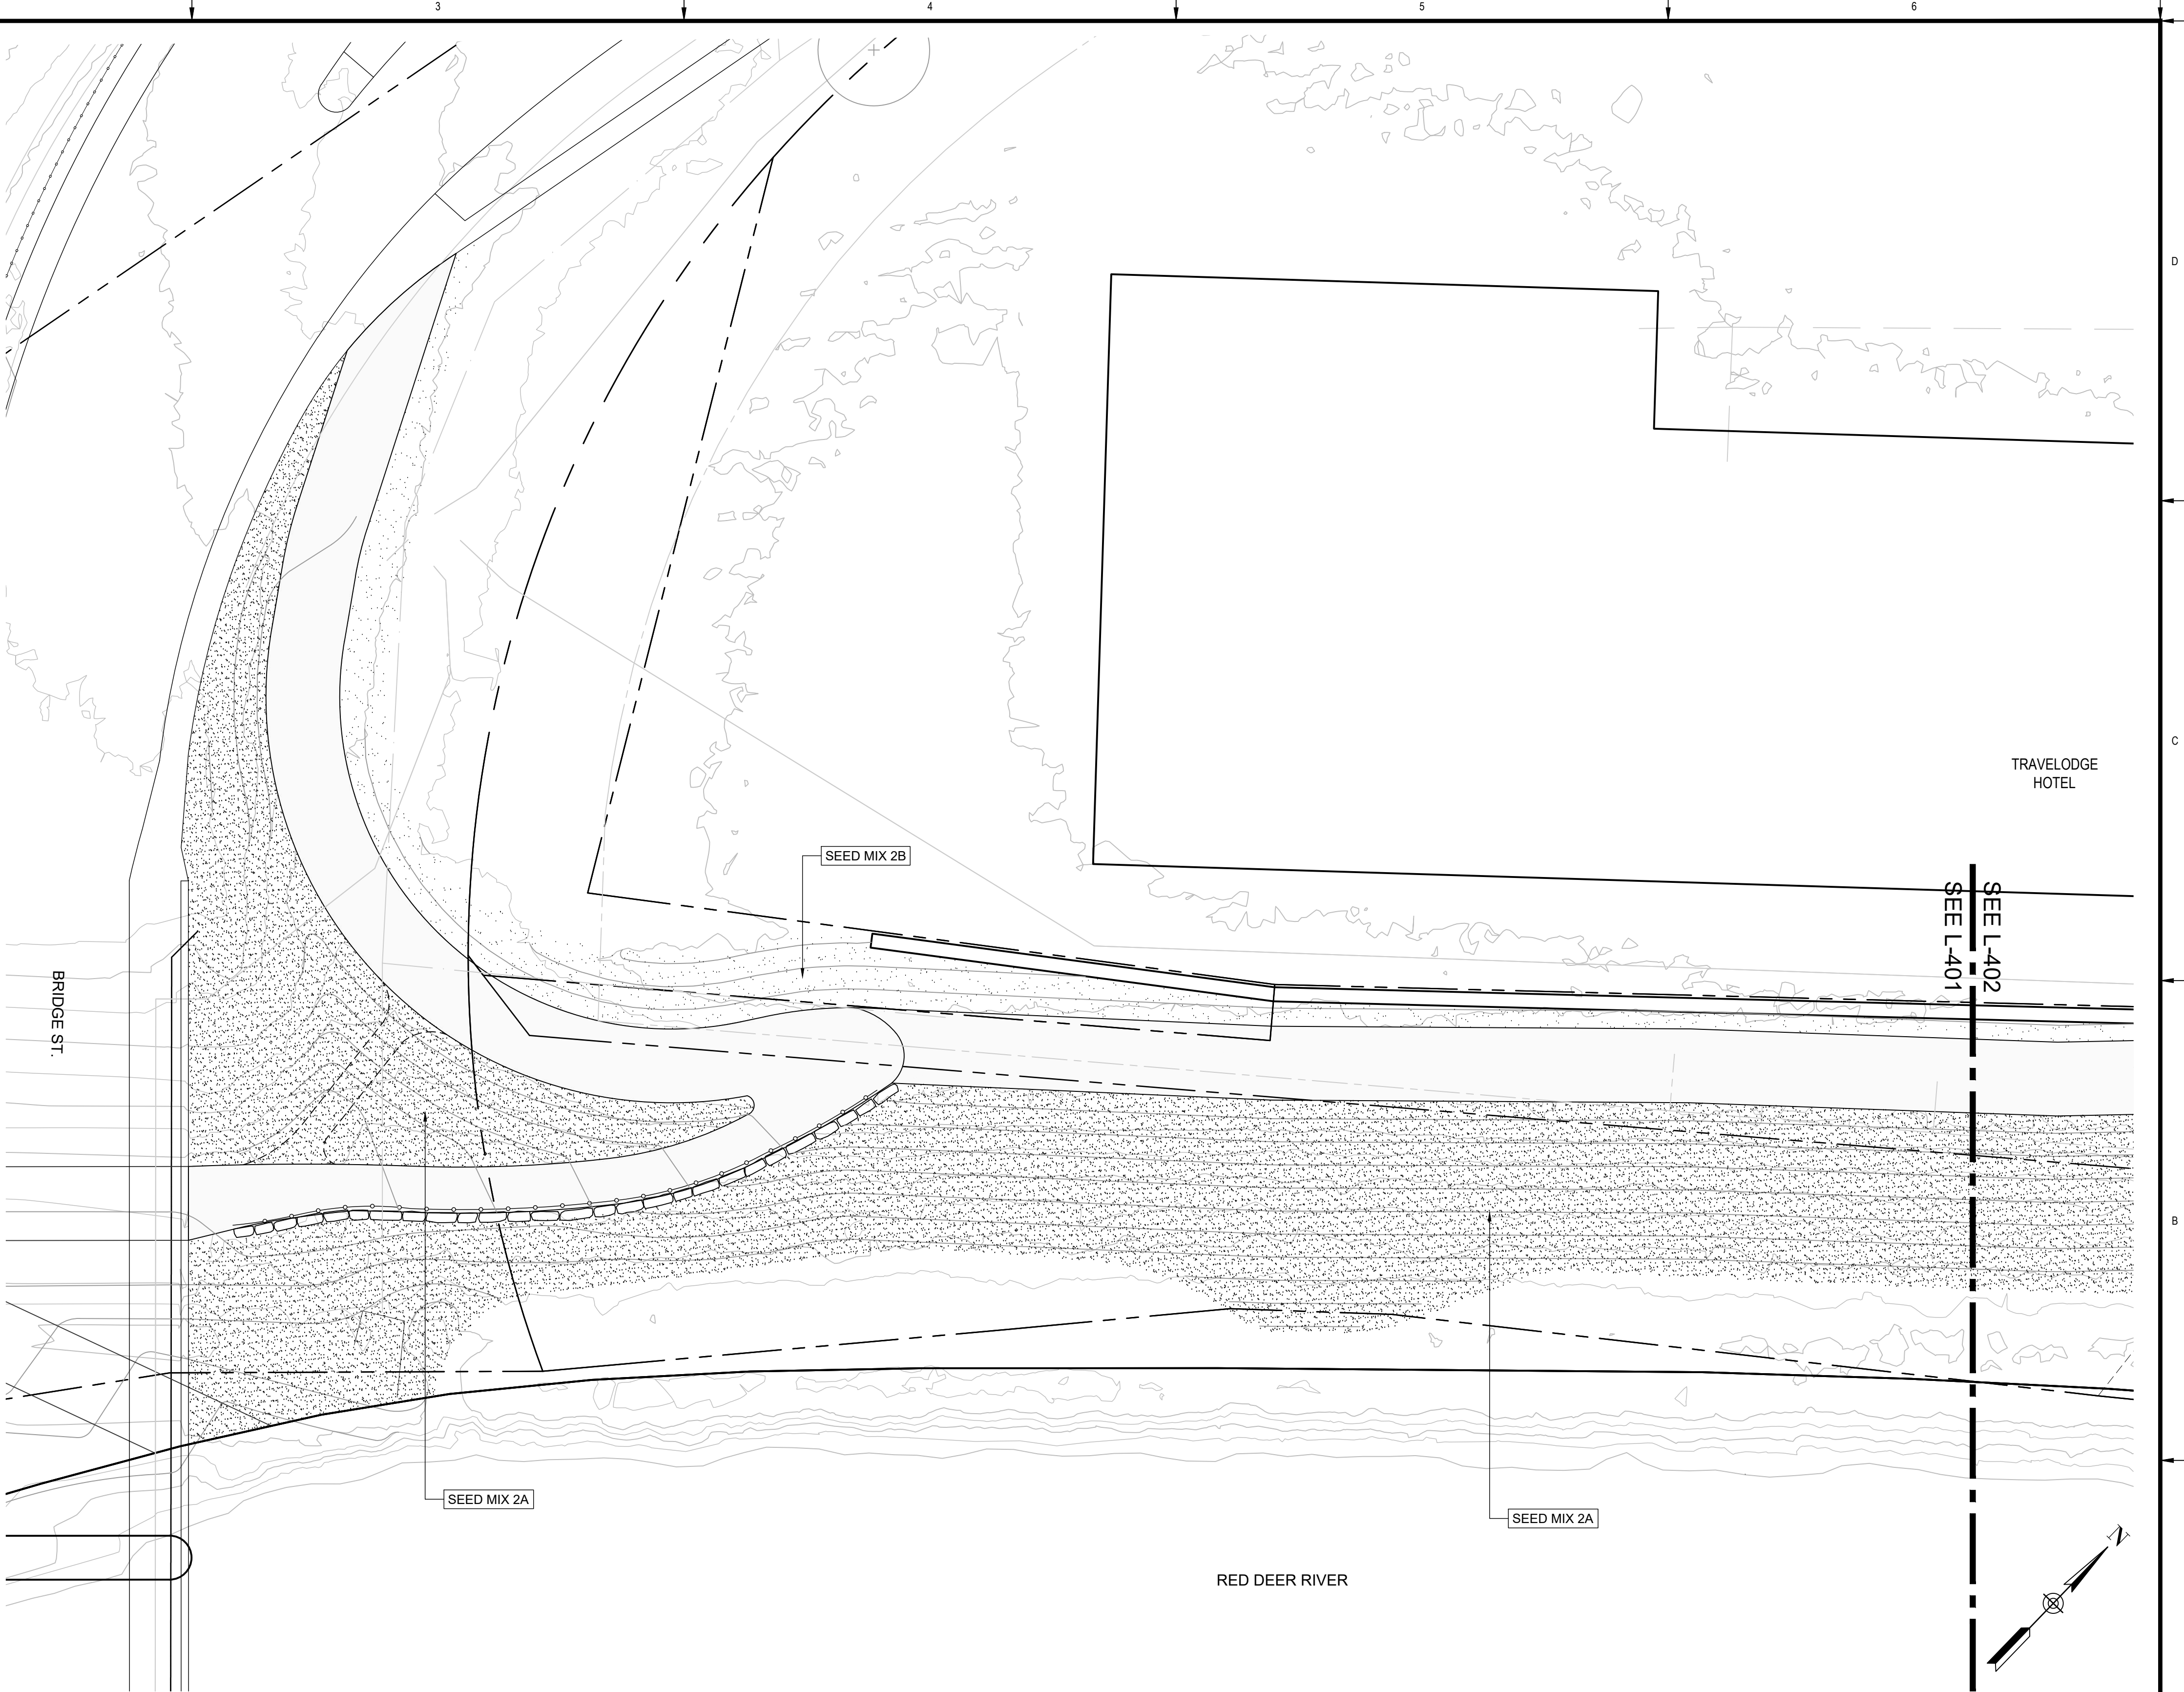 3
4
5
6
D
C
TRAVELODGE
HOTEL
SEED MIX 2B
SEE L-401
SEE L-402
BRIDGE ST.
B
SEED MIX 2A
SEED MIX 2A
RED DEER RIVER
N